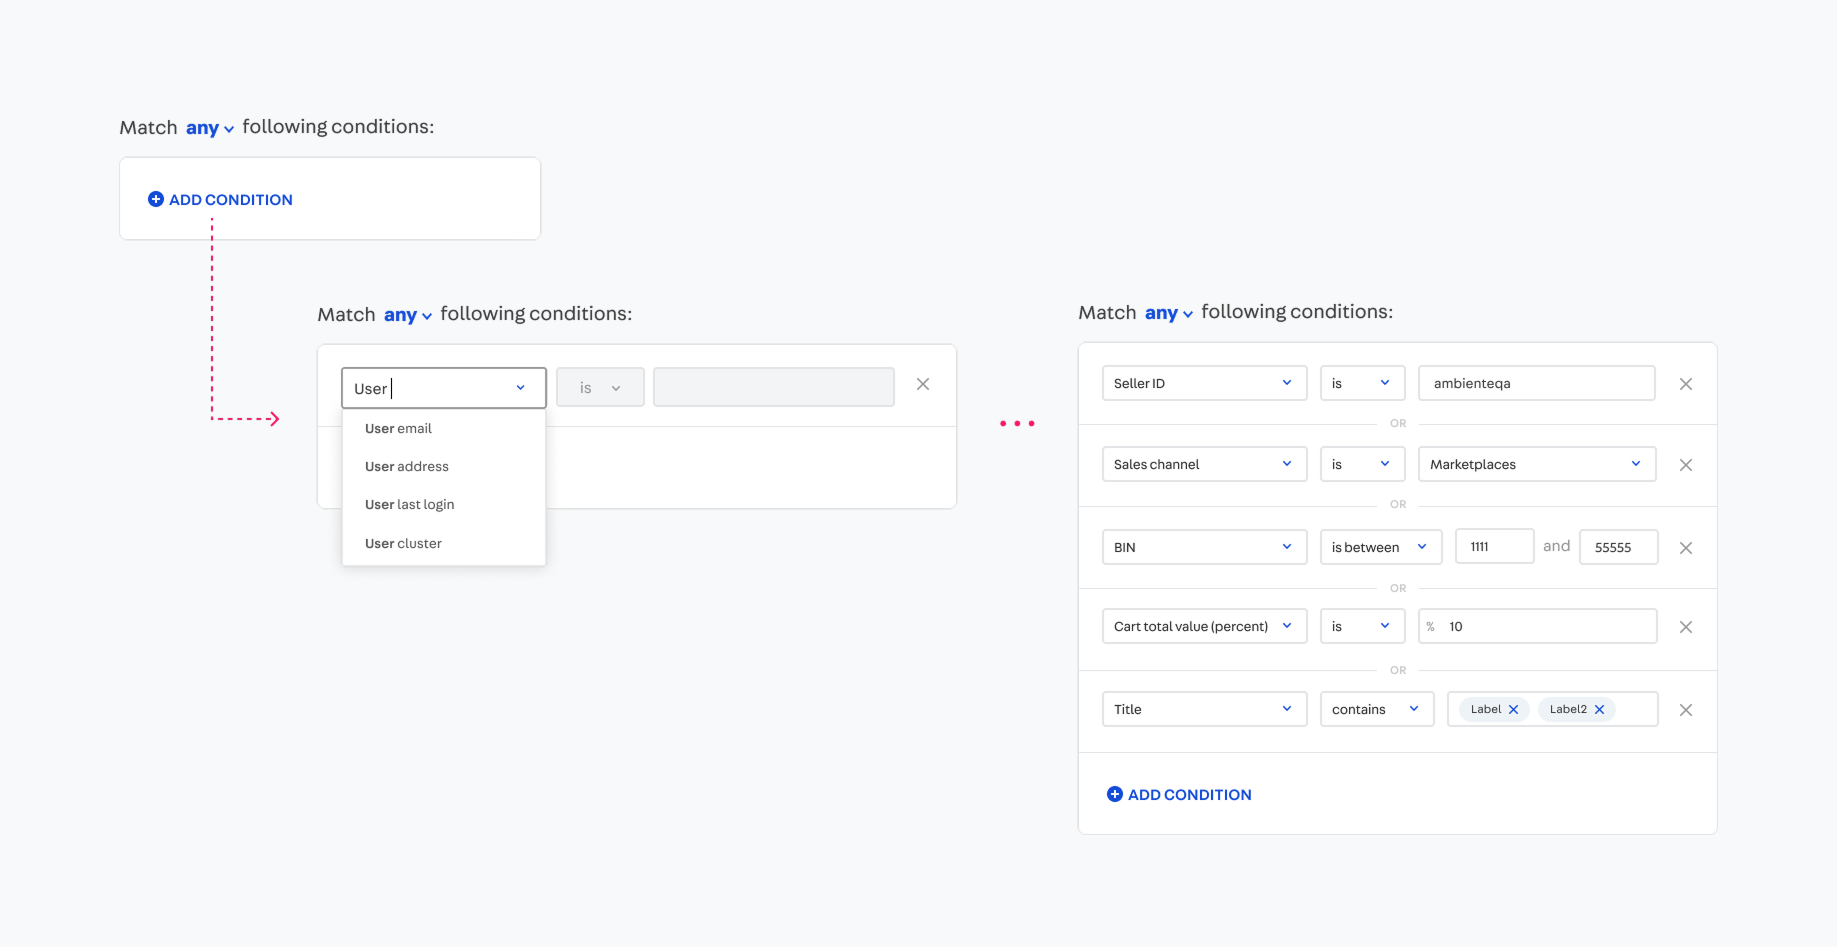 Match any following conditions:
ADD CONDITION
Match any following conditions:
User is
User email
User address
User last login
User cluster
Match any following conditions:
Seller ID is ambienteqa
OR
Sales channel is Marketplaces
OR
BIN is between 1111 and 55555
OR
Cart total value (percent) is % 10
OR
Title contains Label Label2
ADD CONDITION